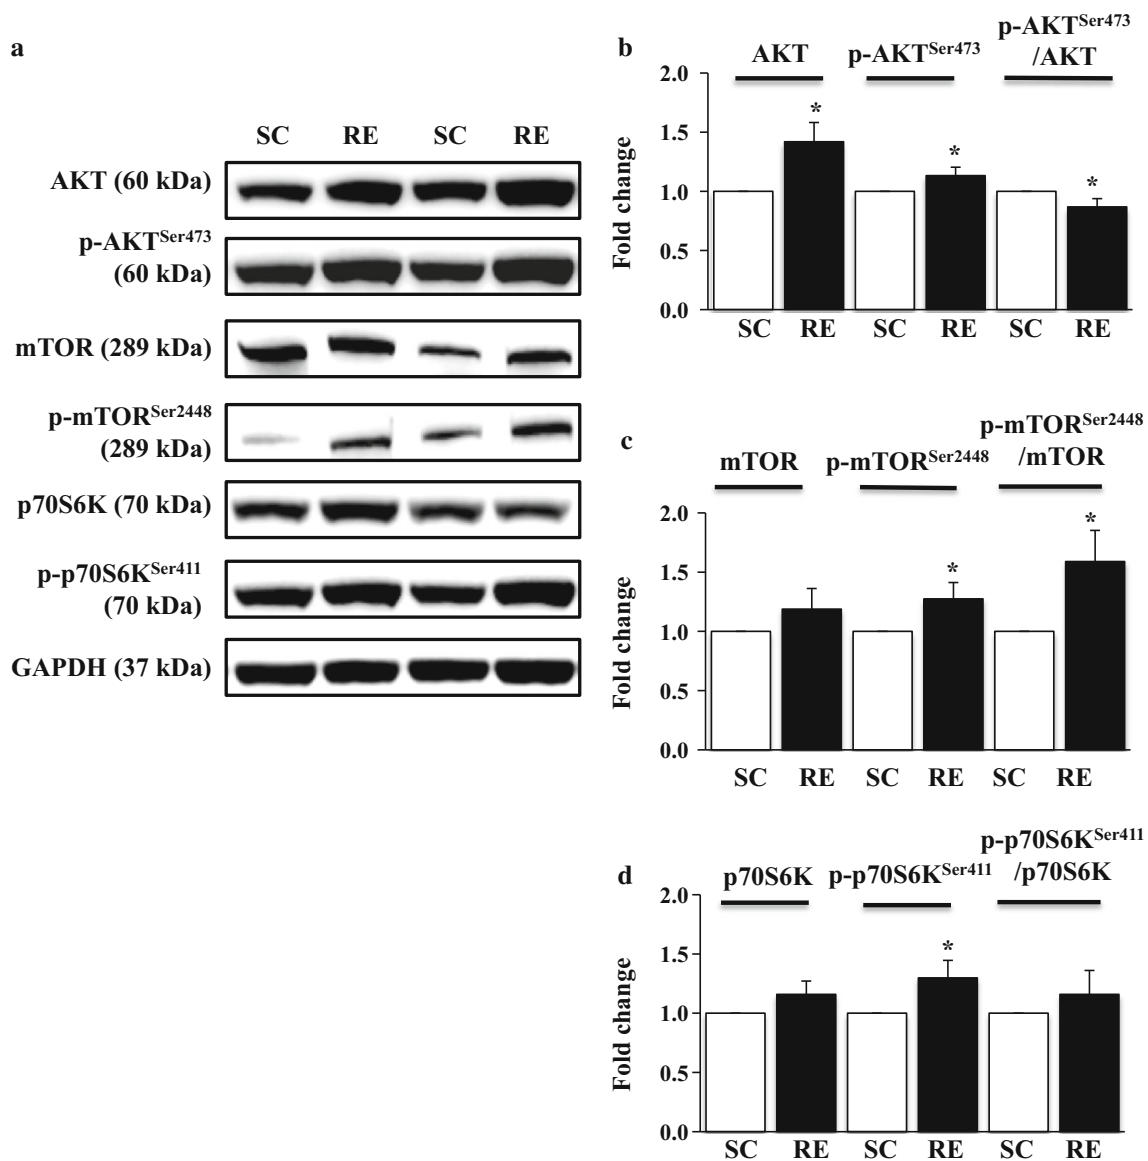 a
SC RE SC RE
AKT (60 kDa)
p-AKTSer473
(60 kDa)
mTOR (289 kDa)
p-mTORSer2448
(289 kDa)
p70S6K (70 kDa)
p-p70S6KSer411
(70 kDa)
GAPDH (37 kDa)
b
AKT p-AKTSer473 p-AKTSer473
/AKT
Fold change
2.0
*
1.5
*
*
1.0
0.5
0.0
SC RE SC RE SC RE
c
mTOR p-mTORSer2448 p-mTORSer2448
/mTOR
Fold change
2.0
*
1.5
*
1.0
0.5
0.0
SC RE SC RE SC RE
d
p70S6K p-p70S6KSer411 p-p70S6KSer411
/p70S6K
Fold change
2.0
1.5
*
1.0
0.5
0.0
SC RE SC RE SC RE